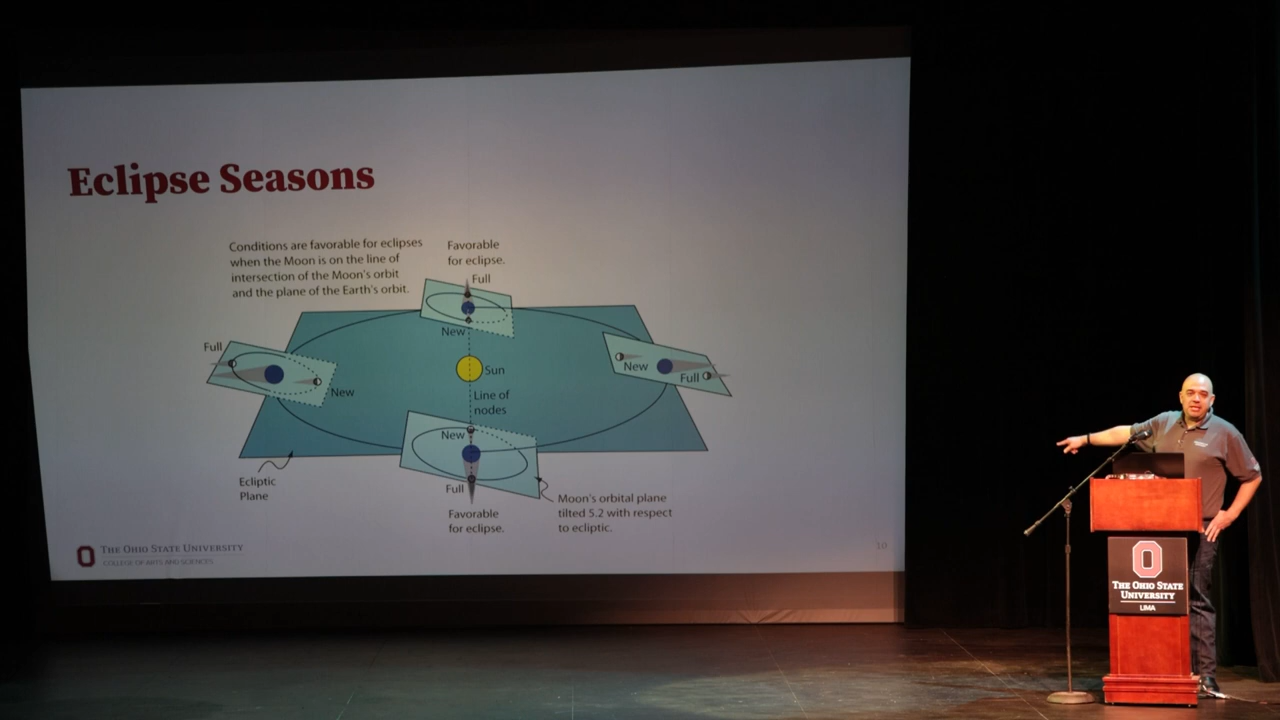 Eclipse Seasons
Conditions are favorable for eclipses
when the Moon is on the line of
intersection of the Moon's orbit
and the plane of the Earth's orbit.
Favorable
for eclipse.
Full
New
Full
New
Sun
New
Full
Line of
nodes
New
Full
Favorable
for eclipse.
Ecliptic
Plane
Moon's orbital plane
tilted 5.2 with respect
to ecliptic.
THE OHIO STATE UNIVERSITY
COLLEGE OF ARTS AND SCIENCES
10
THE OHIO STATE
UNIVERSITY
LIMA